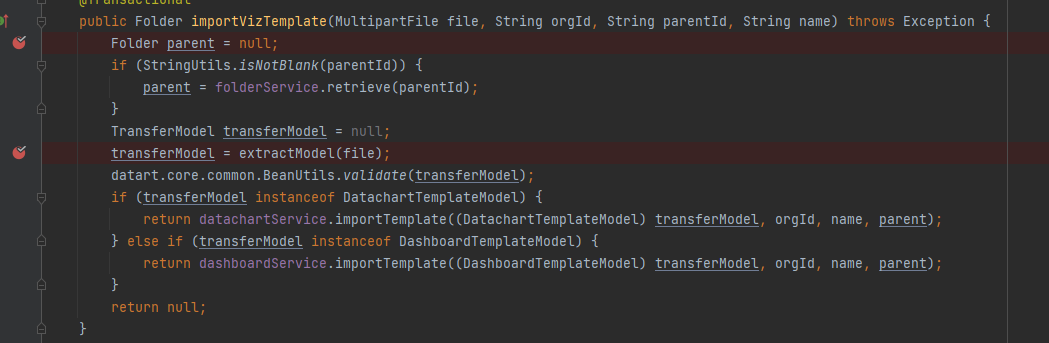 @Transactional
public Folder importVizTemplate(MultipartFile file, String orgId, String parentId, String name) throws Exception {
    Folder parent = null;
    if (StringUtils.isNotBlank(parentId)) {
        parent = folderService.retrieve(parentId);
    }
    TransferModel transferModel = null;
    transferModel = extractModel(file);
    datart.core.common.BeanUtils.validate(transferModel);
    if (transferModel instanceof DatachartTemplateModel) {
        return datachartService.importTemplate((DatachartTemplateModel) transferModel, orgId, name, parent);
    } else if (transferModel instanceof DashboardTemplateModel) {
        return dashboardService.importTemplate((DashboardTemplateModel) transferModel, orgId, name, parent);
    }
    return null;
}